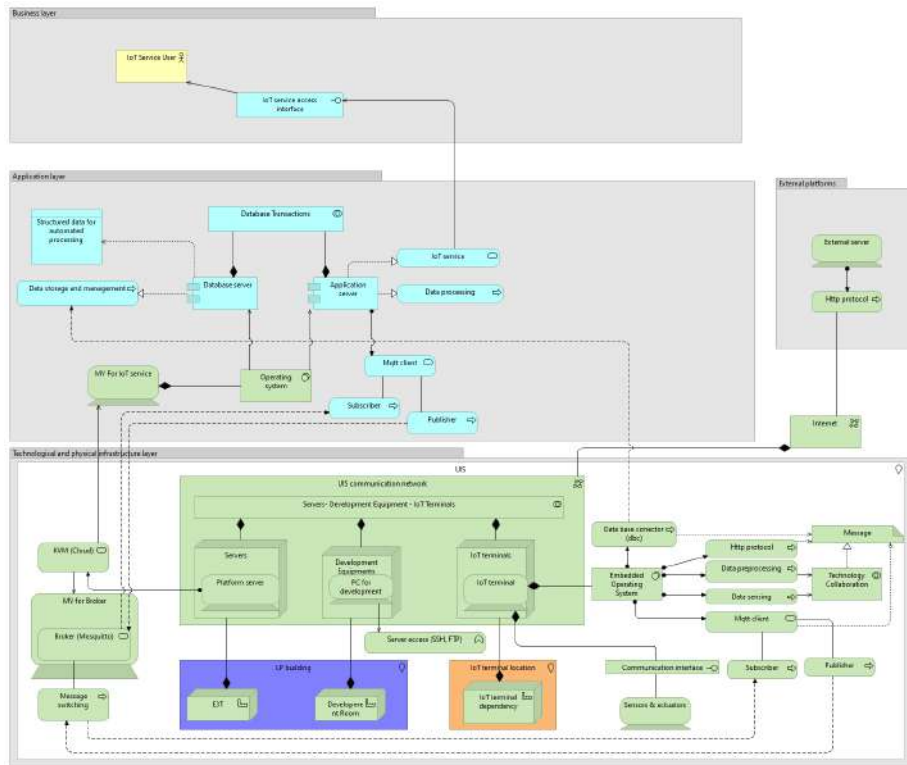 Business layer
IoT Service User
IoT service access
interface
Application layer
External platforms
Structured data for
automated
processing
Database Transactions
IoT service
External server
Data storage and management
Database server
Application
server
Data processing
Http protocol
MV For IoT service
Operating
system
Mqtt client
Subscriber
Publisher
Internet
Technological and physical infrastructure layer
UIS
UIS communication network
Servers- Development Equipment - IoT Terminals
Data base conector
(dbc)
Message
KVM (Cloud)
Servers
Platform server
Development
Equipments
PC for
development
IoT terminals
IoT terminal
Embedded
Operating
System
Http protocol
Data preprocessing
Technology
Collaboration
Data sensing
Mqtt client
MV for Broker
Broker (Mosquitto)
Server access (SSH, FTP)
building
IoT terminal location
Communication interface
Subscriber
Publisher
Message
switching
Developme
nt Room
IoT terminal
dependency
Sensors & actuators